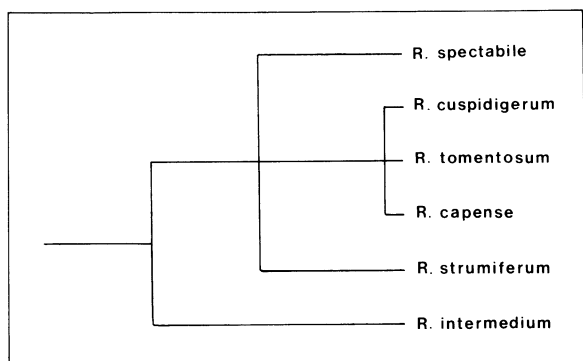 R. spectabile
R. cuspidigerum
R. tomentosum
R. capense
R. strumiferum
R. intermedium